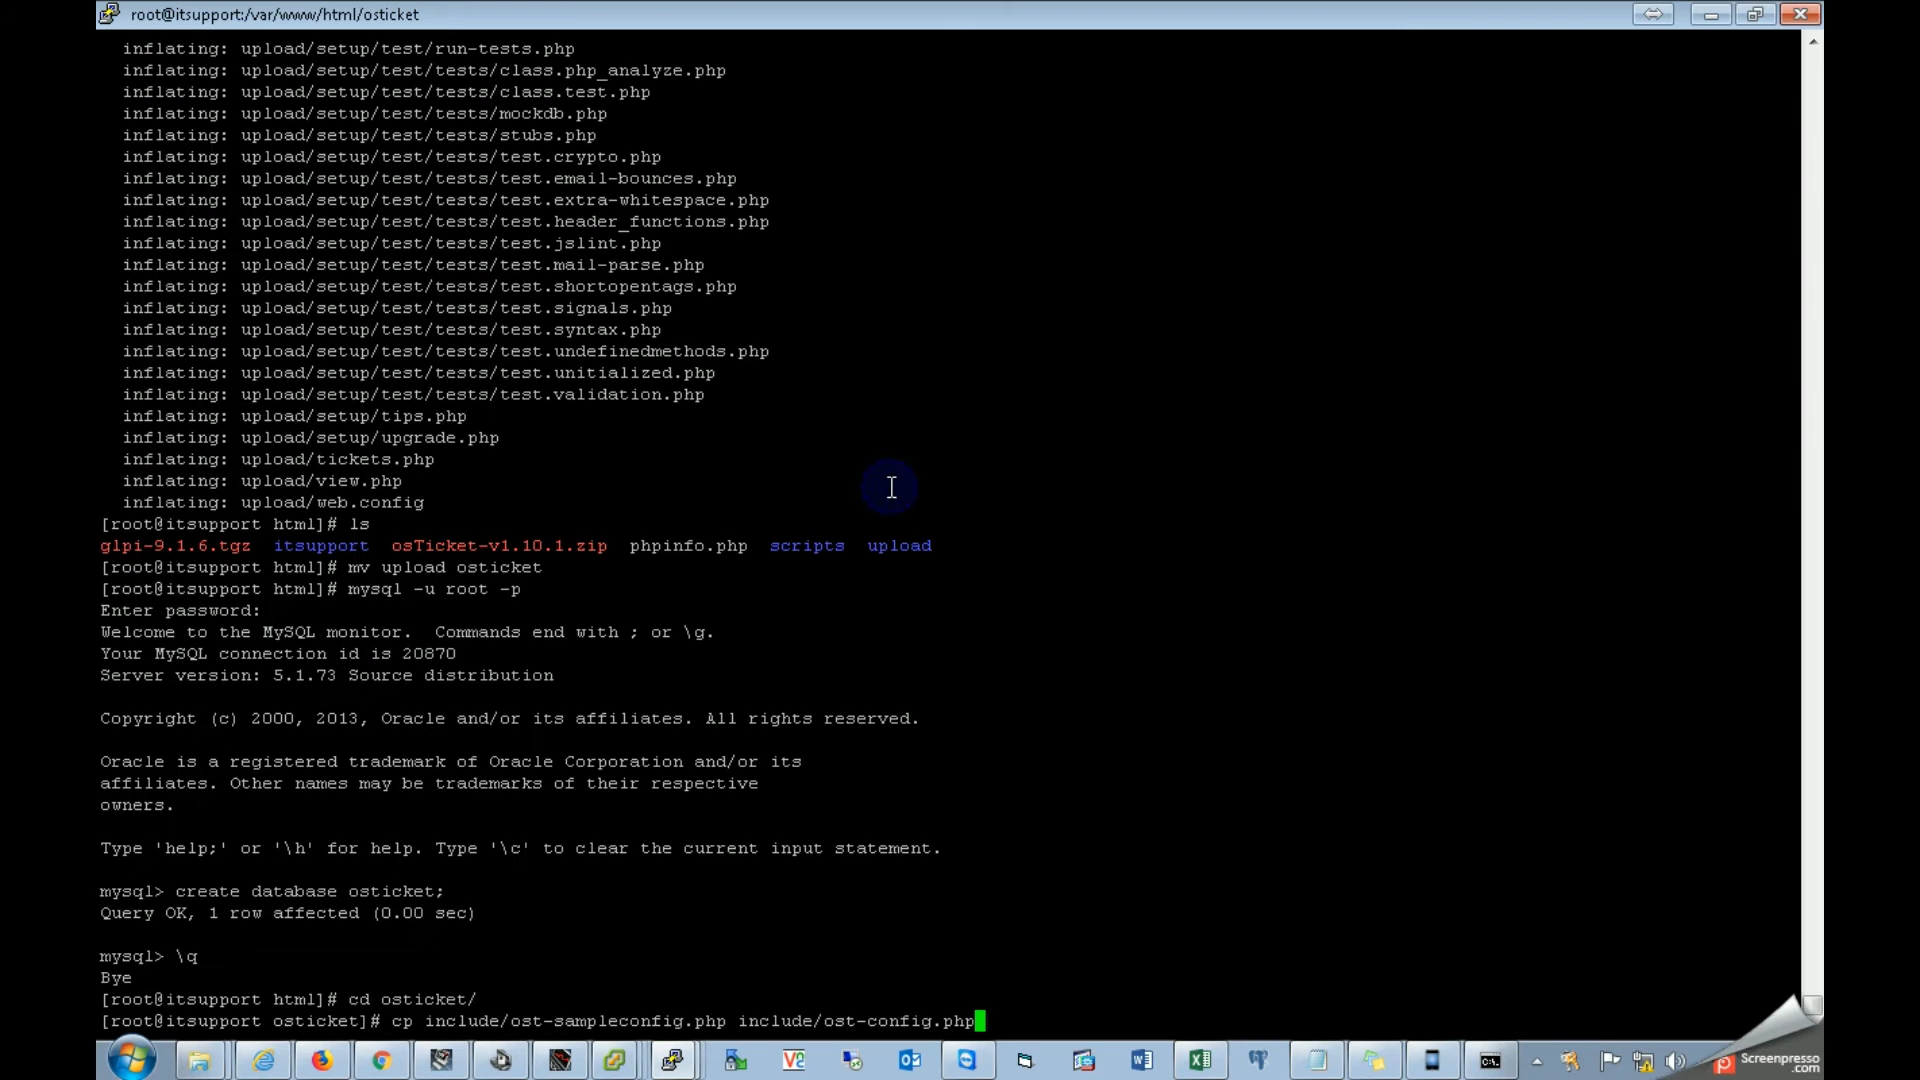 root@itsupport:/var/www/html/osticket
inflating: upload/setup/test/run-tests.php
inflating: upload/setup/test/tests/class.php_analyze.php
inflating: upload/setup/test/tests/class.test.php
inflating: upload/setup/test/tests/mockdb.php
inflating: upload/setup/test/tests/stubs.php
inflating: upload/setup/test/tests/test.crypto.php
inflating: upload/setup/test/tests/test.email-bounces.php
inflating: upload/setup/test/tests/test.extra-whitespace.php
inflating: upload/setup/test/tests/test.header_functions.php
inflating: upload/setup/test/tests/test.jslint.php
inflating: upload/setup/test/tests/test.mail-parse.php
inflating: upload/setup/test/tests/test.shortopentags.php
inflating: upload/setup/test/tests/test.signals.php
inflating: upload/setup/test/tests/test.syntax.php
inflating: upload/setup/test/tests/test.undefinedmethods.php
inflating: upload/setup/test/tests/test.unitialized.php
inflating: upload/setup/test/tests/test.validation.php
inflating: upload/setup/tips.php
inflating: upload/setup/upgrade.php
inflating: upload/tickets.php
inflating: upload/view.php
inflating: upload/web.config
[root@itsupport html]# ls
glpi-9.1.6.tgz itsupport osTicket-v1.10.1.zip phpinfo.php scripts upload
[root@itsupport html]# mv upload osticket
[root@itsupport html]# mysql -u root -p
Enter password:
Welcome to the MySQL monitor.  Commands end with ; or \g.
Your MySQL connection id is 20870
Server version: 5.1.73 Source distribution
Copyright (c) 2000, 2013, Oracle and/or its affiliates. All rights reserved.
Oracle is a registered trademark of Oracle Corporation and/or its
affiliates. Other names may be trademarks of their respective
owners.
Type 'help;' or '\h' for help. Type '\c' to clear the current input statement.
mysql> create database osticket;
Query OK, 1 row affected (0.00 sec)
mysql> \q
Bye
[root@itsupport html]# cd osticket/
[root@itsupport osticket]# cp include/ost-sampleconfig.php include/ost-config.php
Screenpresso
.com